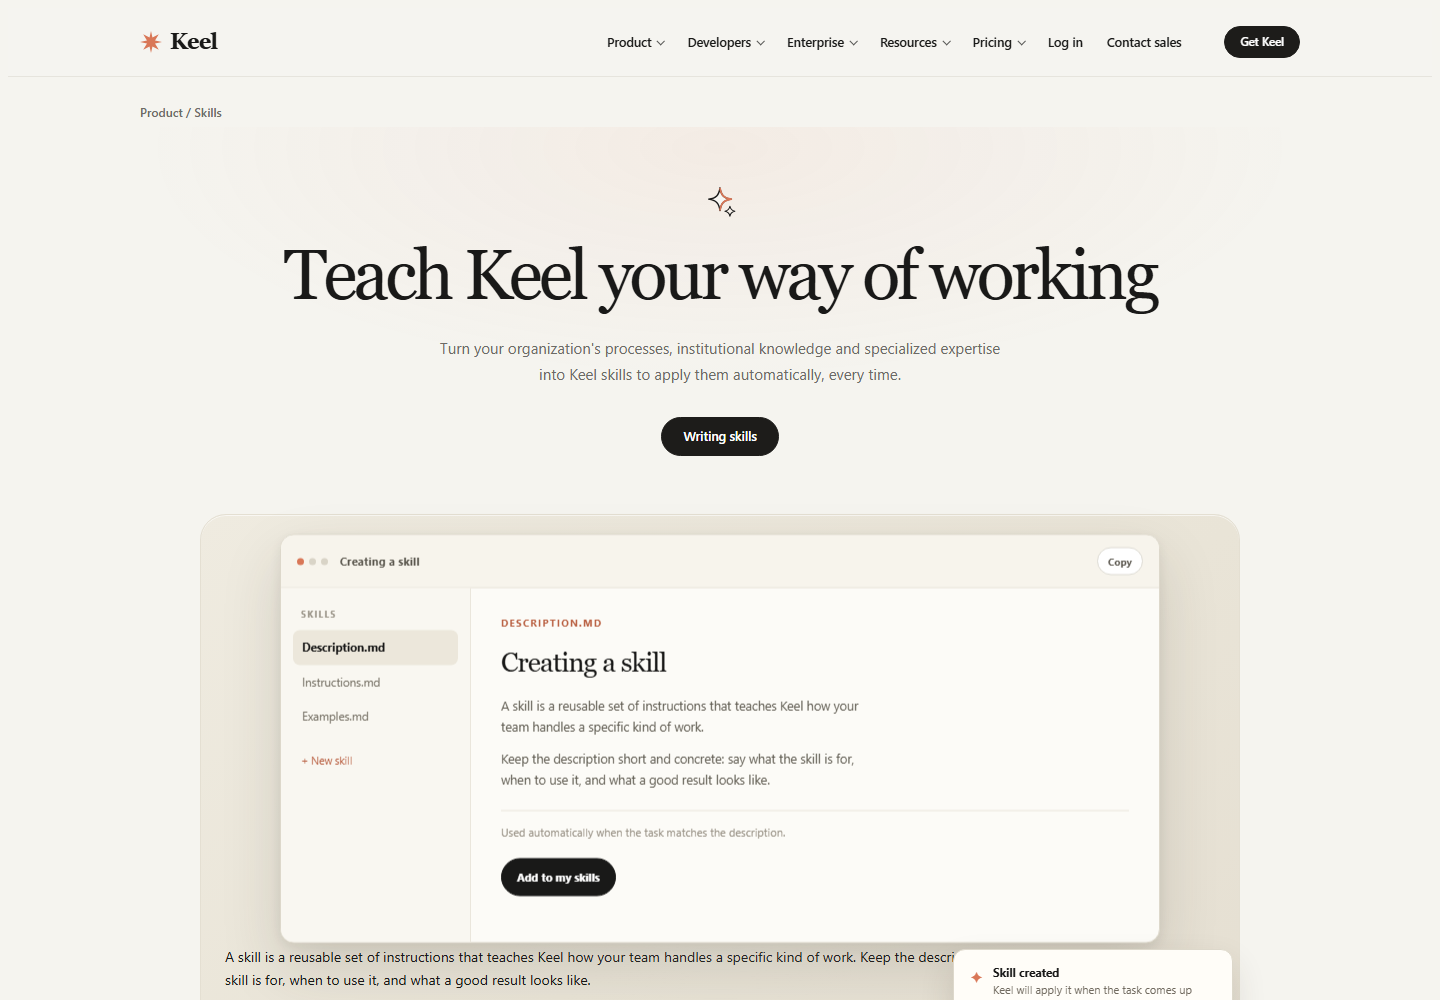 Keel
Product
Developers
Enterprise
Resources
Pricing
Log in
Contact sales
Get Keel
Product / Skills
Teach Keel your way of working
Turn your organization's processes, institutional knowledge and specialized expertise
into Keel skills to apply them automatically, every time.
Writing skills
Creating a skill
Copy
SKILLS
Description.md
Instructions.md
Examples.md
+ New skill
DESCRIPTION.MD
Creating a skill
A skill is a reusable set of instructions that teaches Keel how your
team handles a specific kind of work.
Keep the description short and concrete: say what the skill is for,
when to use it, and what a good result looks like.
Used automatically when the task matches the description.
Add to my skills
A skill is a reusable set of instructions that teaches Keel how your team handles a specific kind of work. Keep the
skill is for, when to use it, and what a good result looks like.
Skill created
Keel will apply it when the task comes up